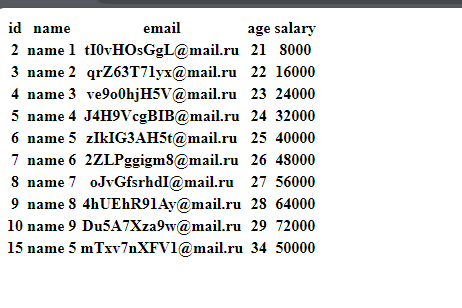 id name email age salary
2 name 1 tI0vHOsGgL@mail.ru 21 8000
3 name 2 qrZ63T71yx@mail.ru 22 16000
4 name 3 ve9o0hjH5V@mail.ru 23 24000
5 name 4 J4H9VcgBIB@mail.ru 24 32000
6 name 5 zIkIG3AH5t@mail.ru 25 40000
7 name 6 2ZLPggigm8@mail.ru 26 48000
8 name 7 oJvGfsrhdI@mail.ru 27 56000
9 name 8 4hUEhR91Ay@mail.ru 28 64000
10 name 9 Du5A7Xza9w@mail.ru 29 72000
15 name 5 mTxv7nXFV1@mail.ru 34 50000